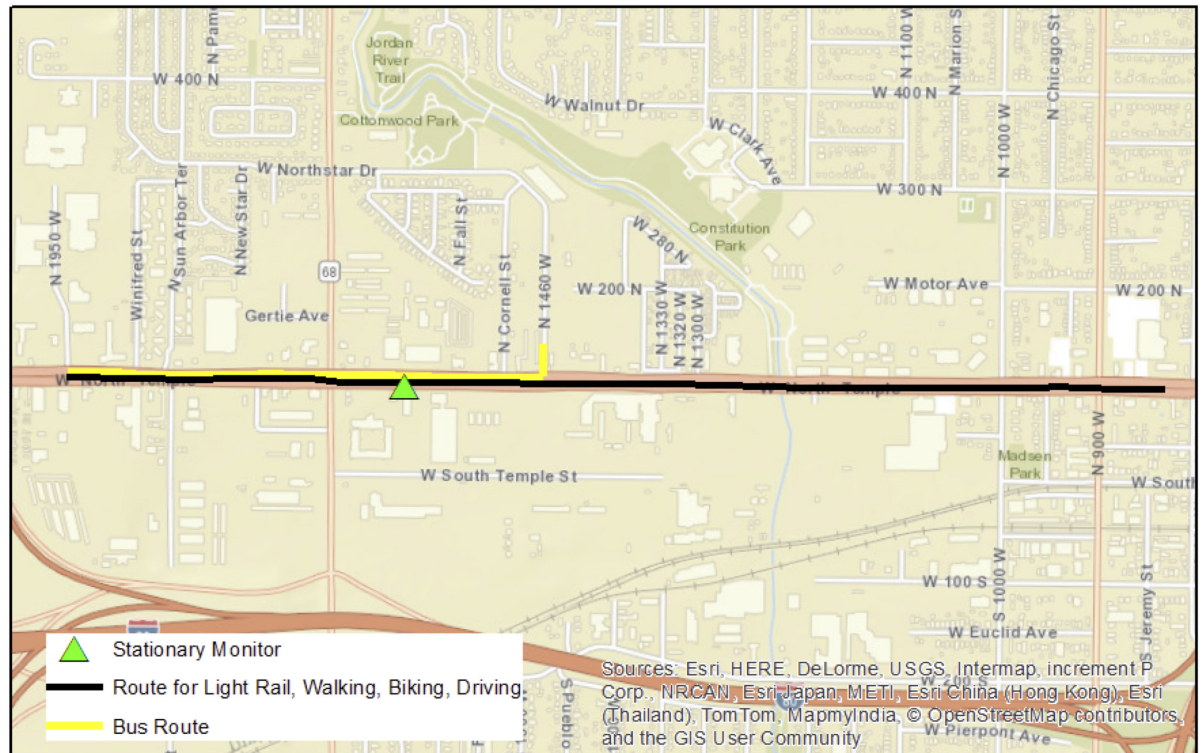 N Pame
Jordan
River
Trail
W 400 N
Cottonwood Park
W Walnut Dr
W Clark Ave
N 1100 W
N Marion S
W 400 N
N Chicago St
N 1000 W
W Northstar Dr
W 300 N
N 1950 W
Winifred St
N Sun Arbor Ter
N New Star Dr
68
N Fall St
N Cornell St
N 1460 W
W 280 N
Constitution
Park
W 200 N
N 1330 W
N 1320 W
N 1300 W
W Motor Ave
W 200 N
Gertie Ave
W North Temple
W North Temple
W South Temple St
Madsen
Park
N 900 W
W South
W 100 S
S 1000 W
W Euclid Ave
S Jeremy St
W 200 S
80
S Pueblo
W Pierpont Ave
Stationary Monitor
Route for Light Rail, Walking, Biking, Driving
Bus Route
Sources: Esri, HERE, DeLorme, USGS, Intermap, increment P
Corp., NRCAN, Esri Japan, METI, Esri China (Hong Kong), Esri
(Thailand), TomTom, MapmyIndia, © OpenStreetMap contributors,
and the GIS User Community